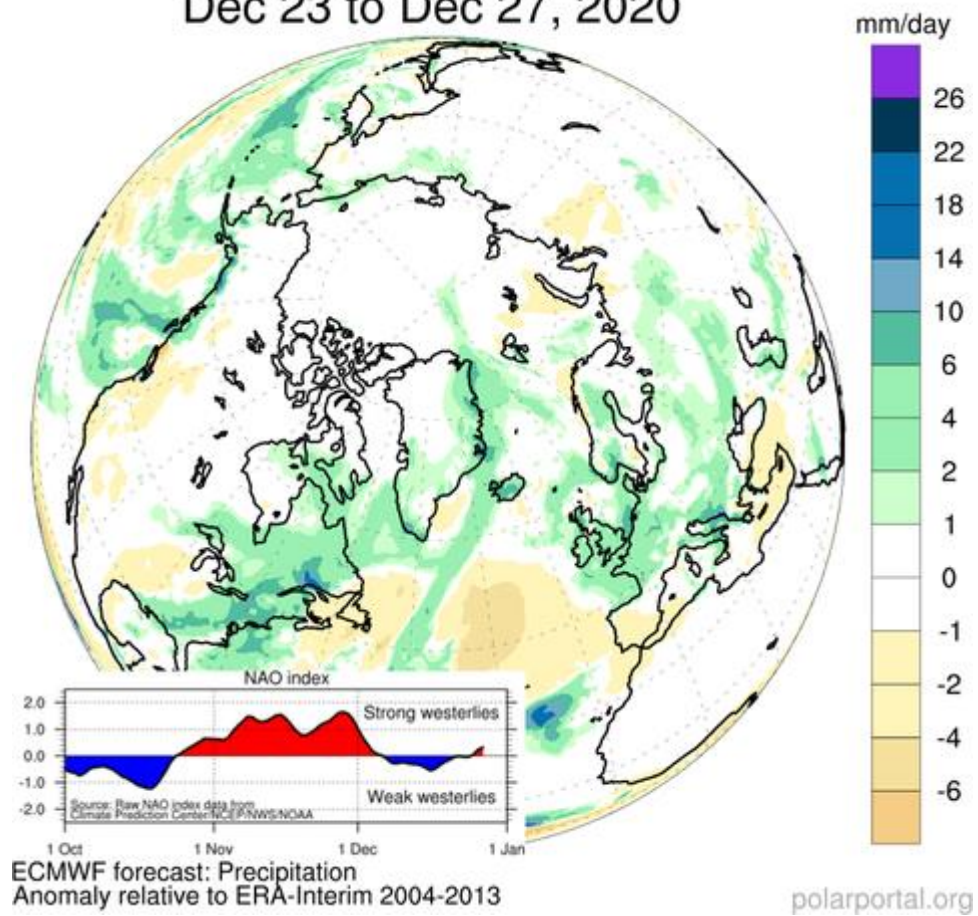 Dec 23 to Dec 27, 2020
mm/day
26
22
18
14
10
6
4
2
1
0
-1
-2
-4
-6
NAO index
2.0
1.0
0.0
-1.0
-2.0
Strong westerlies
Weak westerlies
Source: Raw NAO index data from
Climate Prediction Center/NCEP/NWS/NOAA
1 Oct
1 Nov
1 Dec
1 Jan
ECMWF forecast: Precipitation
Anomaly relative to ERA-Interim 2004-2013
polarportal.org